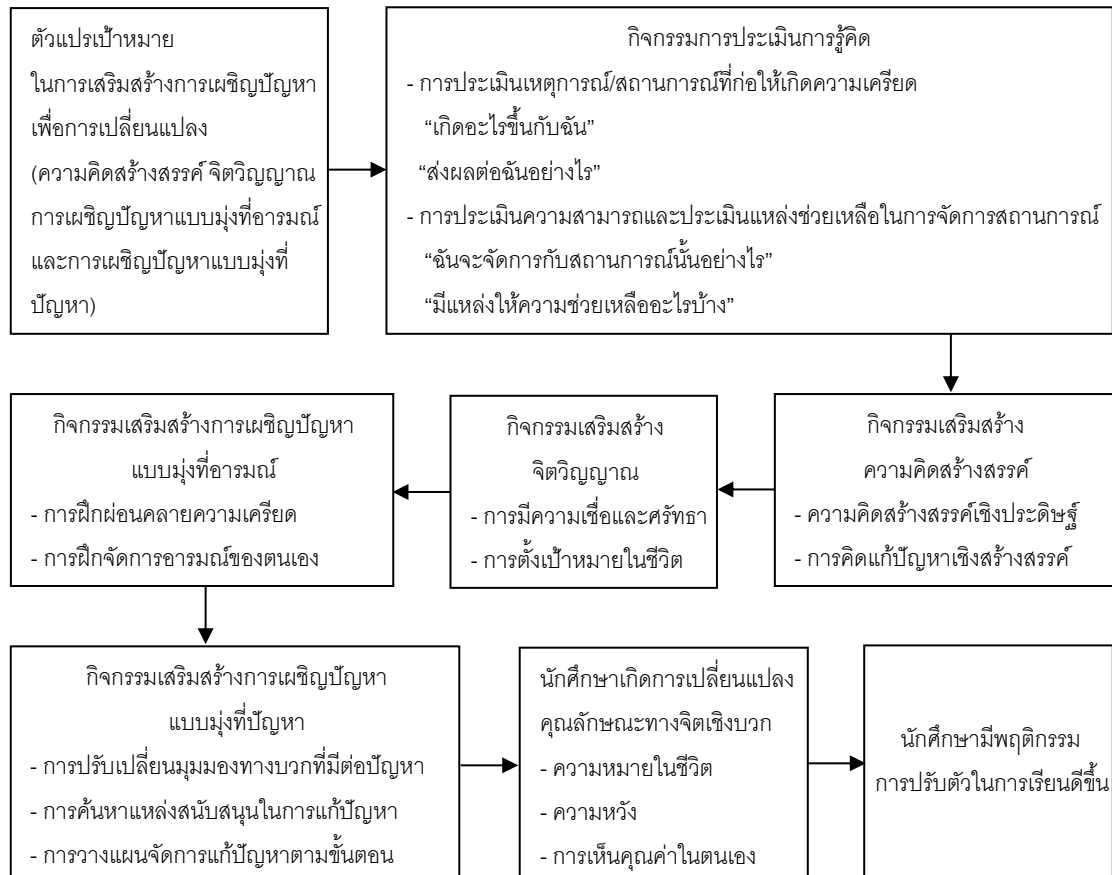 ตัวแปรเป้าหมาย
ในการเสริมสร้างการเผชิญปัญหา
เพื่อการเปลี่ยนแปลง
(ความคิดสร้างสรรค์ จิตวิญญาณ
การเผชิญปัญหาแบบมุ่งที่อารมณ์
และการเผชิญปัญหาแบบมุ่งที่
ปัญหา)
กิจกรรมการประเมินการรู้คิด
- การประเมินเหตุการณ์/สถานการณ์ที่ก่อให้เกิดความเครียด
“เกิดอะไรขึ้นกับฉัน”
“ส่งผลต่อฉันอย่างไร”
- การประเมินความสามารถและประเมินแหล่งช่วยเหลือในการจัดการสถานการณ์
“ฉันจะจัดการกับสถานการณ์นั้นอย่างไร”
“มีแหล่งให้ความช่วยเหลืออะไรบ้าง”
กิจกรรมเสริมสร้าง
ความคิดสร้างสรรค์
- ความคิดสร้างสรรค์เชิงประดิษฐ์
- การคิดแก้ปัญหาเชิงสร้างสรรค์
กิจกรรมเสริมสร้าง
จิตวิญญาณ
- การมีความเชื่อและศรัทธา
- การตั้งเป้าหมายในชีวิต
กิจกรรมเสริมสร้างการเผชิญปัญหา
แบบมุ่งที่อารมณ์
- การฝึกผ่อนคลายความเครียด
- การฝึกจัดการอารมณ์ของตนเอง
กิจกรรมเสริมสร้างการเผชิญปัญหา
แบบมุ่งที่ปัญหา
- การปรับเปลี่ยนมุมมองทางบวกที่มีต่อปัญหา
- การค้นหาแหล่งสนับสนุนในการแก้ปัญหา
- การวางแผนจัดการแก้ปัญหาตามขั้นตอน
นักศึกษาเกิดการเปลี่ยนแปลง
คุณลักษณะทางจิตเชิงบวก
- ความหมายในชีวิต
- ความหวัง
- การเห็นคุณค่าในตนเอง
นักศึกษามีพฤติกรรม
การปรับตัวในการเรียนดีขึ้น